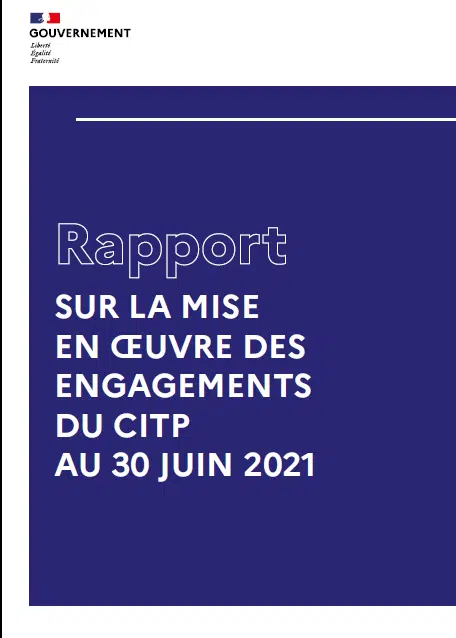 GOUVERNEMENT
Liberté
Égalité
Fraternité
Rapport
SUR LA MISE
EN ŒUVRE DES
ENGAGEMENTS
DU CITP
AU 30 JUIN 2021